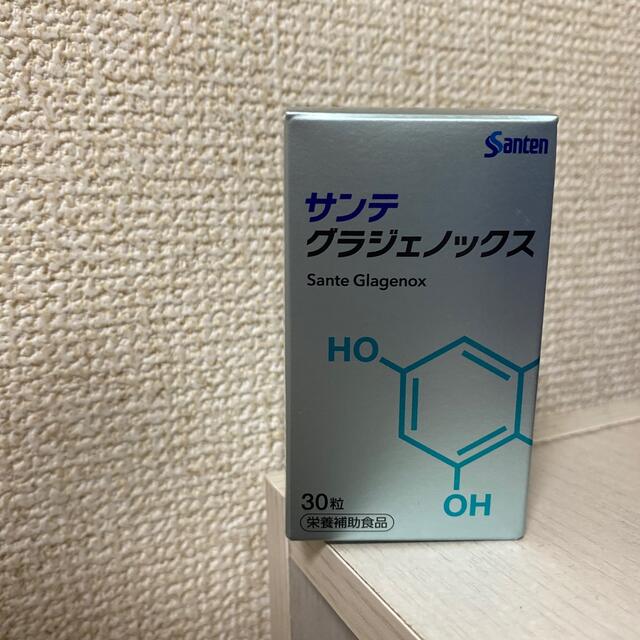 Santen
サンテ
グラジェノックス
Sante Glagenox
HO
OH
30粒
栄養補助食品